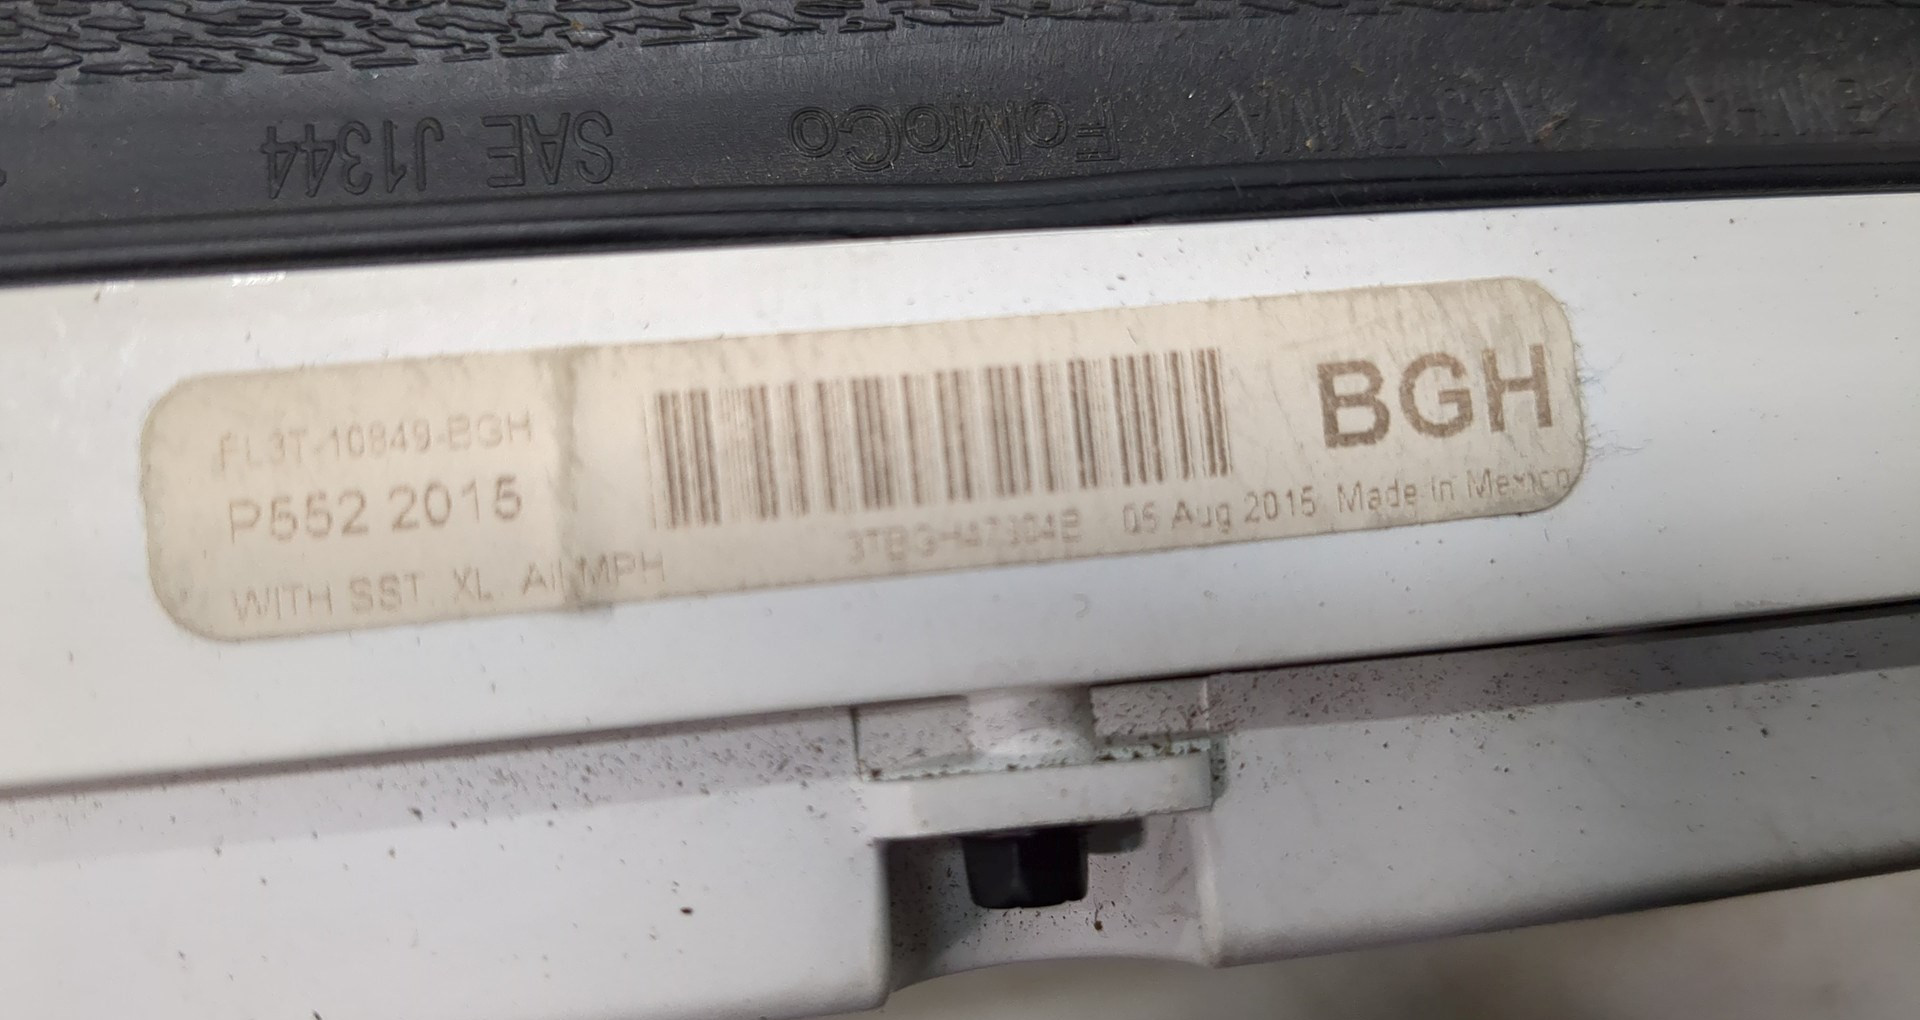 SAE J1344 FoMoCo
FL3T-10849-BGH
P552 2015
WITH SST XL All MPH
BGH
05 Aug 2015 Made in Mexico